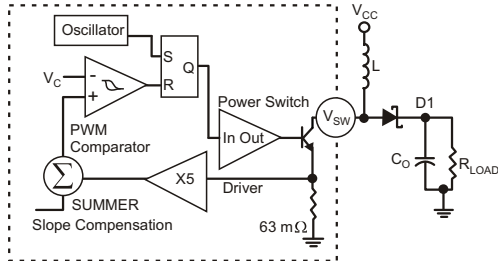 Oscillator
V_CC
S
Q
R
L
V_C
-
+
Power Switch
V_SW
D1
In Out
PWM
Comparator
C_O
R_LOAD
Σ
X5
SUMMER
Driver
Slope Compensation
63 mΩ